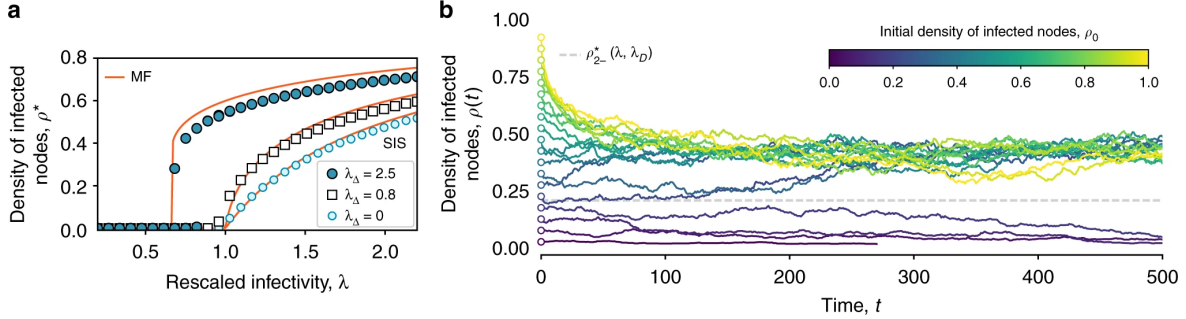 a
Density of infected
nodes, ρ*
0.8
0.6
0.4
0.2
0.0
MF
SIS
λΔ = 2.5
λΔ = 0.8
λΔ = 0
0.5 1.0 1.5 2.0
Rescaled infectivity, λ
b
Density of infected
nodes, ρ(t)
1.00
0.75
0.50
0.25
0.00
ρ*2− (λ, λD)
Initial density of infected nodes, ρ0
0.0 0.2 0.4 0.6 0.8 1.0
0 100 200 300 400 500
Time, t